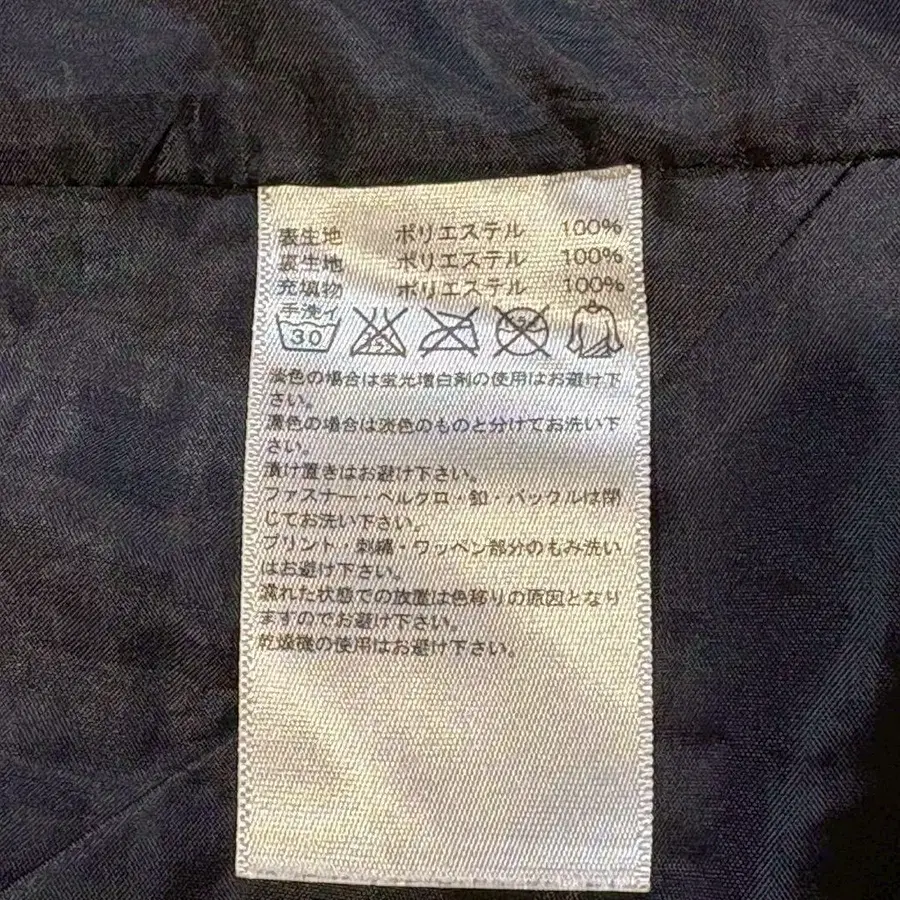 表生地 ポリエステル 100%
裏生地 ポリエステル 100%
充填物 ポリエステル 100%
手洗イ
30
淡色の場合は蛍光増白剤の使用はお避け下
さい。
濃色の場合は淡色のものと分けてお洗い下
さい。
漬け置きはお避け下さい。
ファスナー・ベルクロ・釦・バックルは閉
じてお洗い下さい。
プリント・刺繍・ワッペン部分のもみ洗い
はお避け下さい。
濡れた状態での放置は色移りの原因となり
ますのでお避け下さい。
乾燥機の使用はお避け下さい。